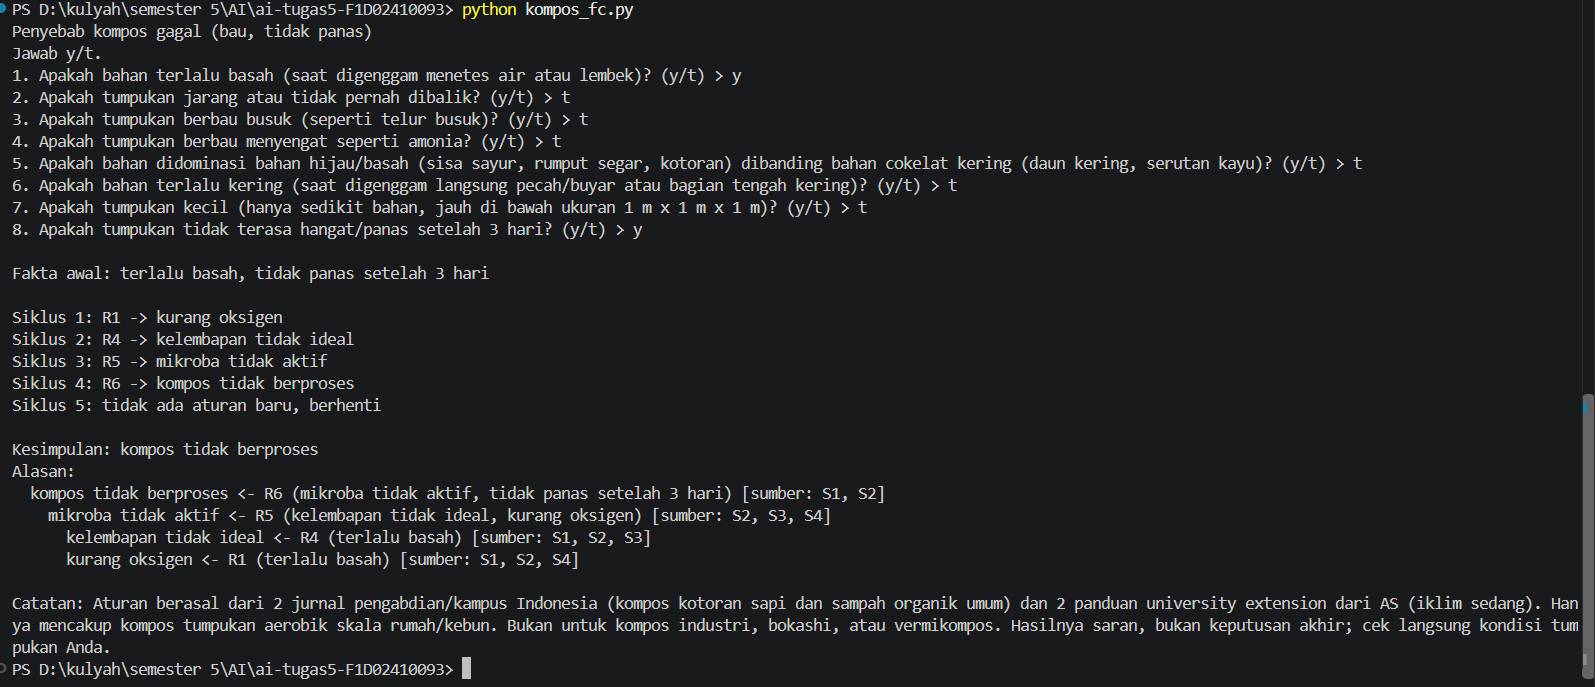 PS D:\kulyah\semester 5\AI\ai-tugas5-F1D02410093> python kompos_fc.py
Penyebab kompos gagal (bau, tidak panas)
Jawab y/t.
1. Apakah bahan terlalu basah (saat digenggam menetes air atau lembek)? (y/t) > y
2. Apakah tumpukan jarang atau tidak pernah dibalik? (y/t) > t
3. Apakah tumpukan berbau busuk (seperti telur busuk)? (y/t) > t
4. Apakah tumpukan berbau menyengat seperti amonia? (y/t) > t
5. Apakah bahan didominasi bahan hijau/basah (sisa sayur, rumput segar, kotoran) dibanding bahan cokelat kering (daun kering, serutan kayu)? (y/t) > t
6. Apakah bahan terlalu kering (saat digenggam langsung pecah/buyar atau bagian tengah kering)? (y/t) > t
7. Apakah tumpukan kecil (hanya sedikit bahan, jauh di bawah ukuran 1 m x 1 m x 1 m)? (y/t) > t
8. Apakah tumpukan tidak terasa hangat/panas setelah 3 hari? (y/t) > y

Fakta awal: terlalu basah, tidak panas setelah 3 hari

Siklus 1: R1 -> kurang oksigen
Siklus 2: R4 -> kelembapan tidak ideal
Siklus 3: R5 -> mikroba tidak aktif
Siklus 4: R6 -> kompos tidak berproses
Siklus 5: tidak ada aturan baru, berhenti

Kesimpulan: kompos tidak berproses
Alasan:
  kompos tidak berproses <- R6 (mikroba tidak aktif, tidak panas setelah 3 hari) [sumber: S1, S2]
    mikroba tidak aktif <- R5 (kelembapan tidak ideal, kurang oksigen) [sumber: S2, S3, S4]
      kelembapan tidak ideal <- R4 (terlalu basah) [sumber: S1, S2, S3]
      kurang oksigen <- R1 (terlalu basah) [sumber: S1, S2, S4]

Catatan: Aturan berasal dari 2 jurnal pengabdian/kampus Indonesia (kompos kotoran sapi dan sampah organik umum) dan 2 panduan university extension dari AS (iklim sedang). Han
ya mencakup kompos tumpukan aerobik skala rumah/kebun. Bukan untuk kompos industri, bokashi, atau vermikompos. Hasilnya saran, bukan keputusan akhir; cek langsung kondisi tum
pukan Anda.
PS D:\kulyah\semester 5\AI\ai-tugas5-F1D02410093>